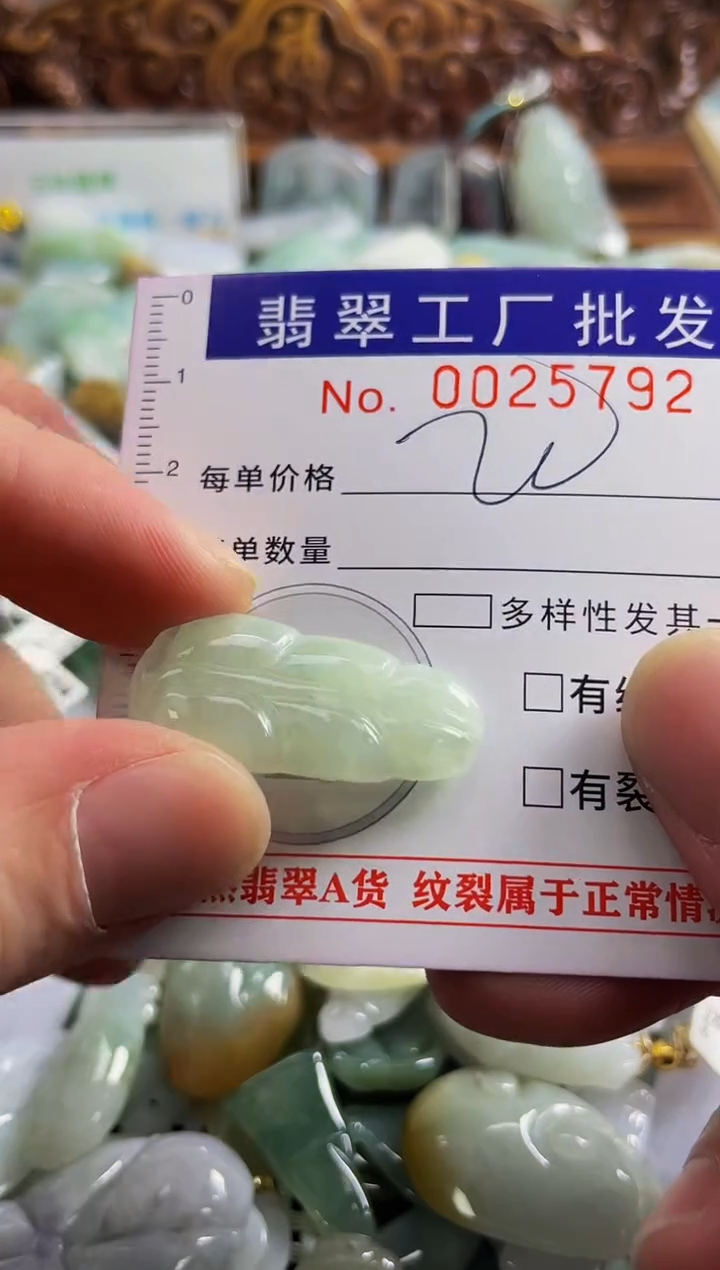 翡翠工厂批发
No. 0025792
0
1
2
每单价格
单数量
多样性发其一
有
有裂
翡翠A货 纹裂属于正常情